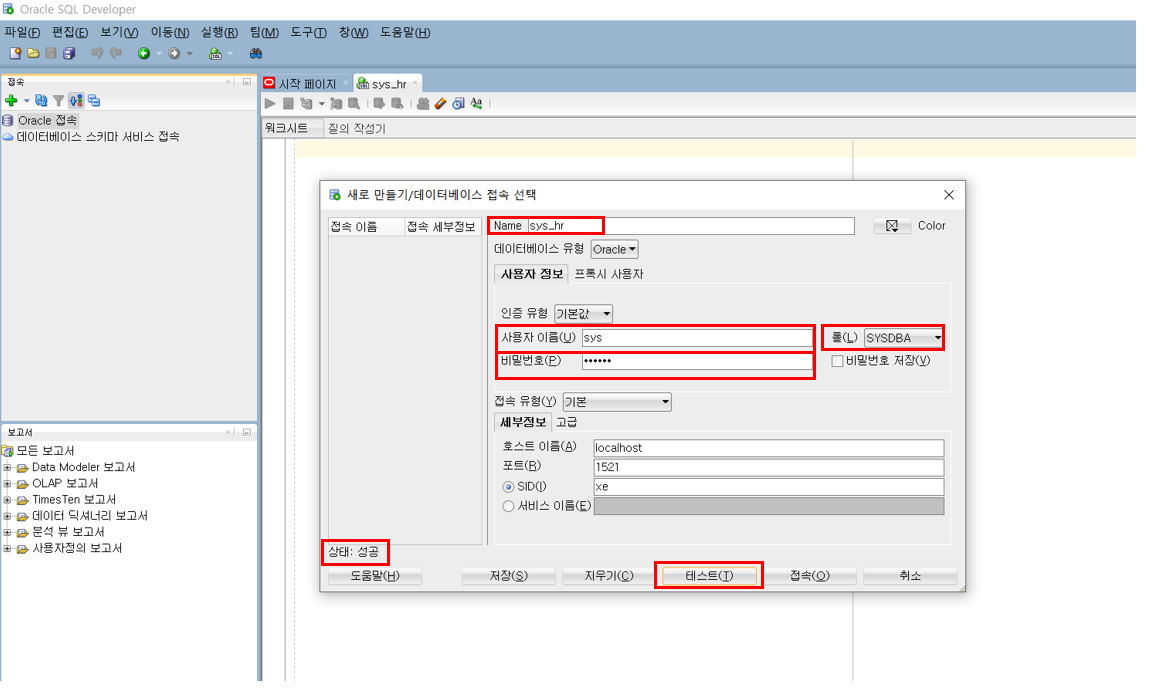 Oracle SQL Developer
파일(F) 편집(E) 보기(V) 이동(N) 실행(R) 팀(M) 도구(T) 창(W) 도움말(H)
접속
시작 페이지 sys_hr
Oracle 접속
데이터베이스 스키마 서비스 접속
워크시트 질의 작성기
새로 만들기/데이터베이스 접속 선택
접속 이름 접속 세부정보
Name sys_hr Color
데이터베이스 유형 Oracle
사용자 정보 프록시 사용자
인증 유형 기본값
사용자 이름(U) sys 롤(L) SYSDBA
비밀번호(P) •••••• 비밀번호 저장(V)
접속 유형(Y) 기본
세부정보 고급
호스트 이름(A) localhost
포트(R) 1521
SID(I) xe
서비스 이름(E)
상태: 성공
도움말(H) 저장(S) 지우기(C) 테스트(T) 접속(O) 취소
보고서
모든 보고서
Data Modeler 보고서
OLAP 보고서
TimesTen 보고서
데이터 딕셔너리 보고서
분석 뷰 보고서
사용자정의 보고서